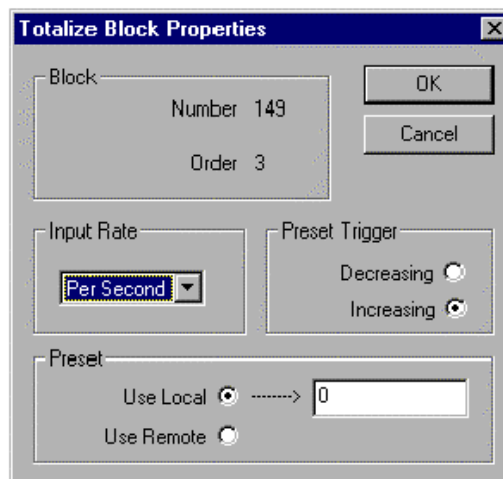 Totalize Block Properties
Block
Number 149
Order 3
OK
Cancel
Input Rate
Per Second
Preset Trigger
Decreasing
Increasing
Preset
Use Local -------> 0
Use Remote